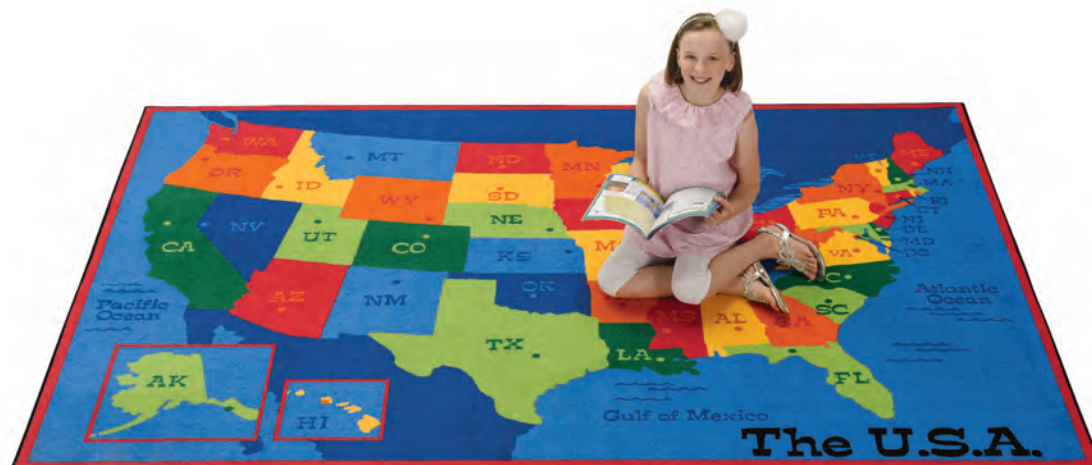 WA
MT
ND
MN
OR
ID
SD
WY
NY
NH
MA
RI
CT
NJ
DE
MD
DC
PA
NE
NV
UT
CO
CA
KS
VA
OK
AZ
NM
SC
MS
AL
GA
TX
LA
FL
AK
HI
Pacific
Ocean
Atlantic
Ocean
Gulf of Mexico
The U.S.A.